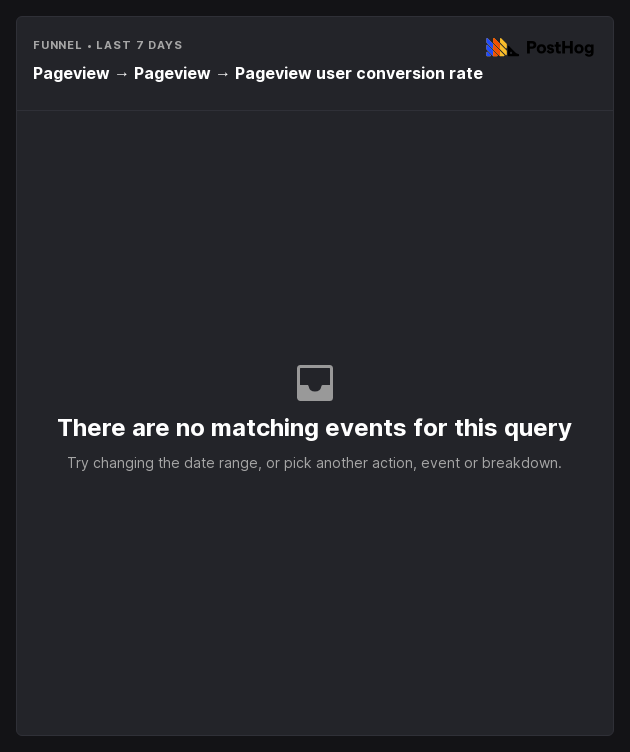 FUNNEL • LAST 7 DAYS
PostHog
Pageview → Pageview → Pageview user conversion rate
There are no matching events for this query
Try changing the date range, or pick another action, event or breakdown.